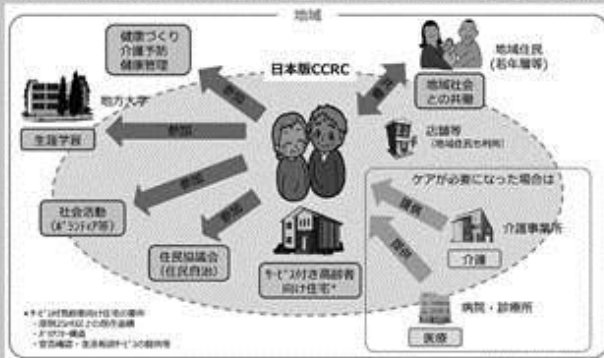 地域
健康づくり
介護予防
健康管理
日本版CCRC
地域住民
(若年層等)
地域社会
との共働
地方大学
生涯学習
参加
参加
参加
参加
店舗等
(地域住民も利用)
ケアが必要になった場合は
社会活動
(ボランティア等)
住民協議会
(住民自治)
サービス付き高齢者
向け住宅*
介護事業所
介護
病院・診療所
医療